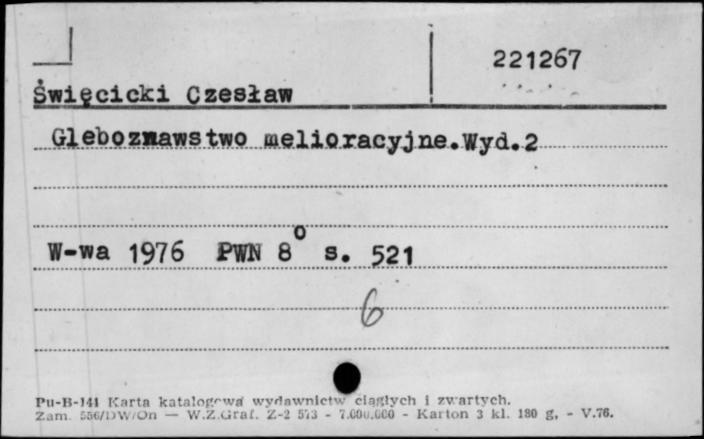 221267
Święcicki Czesław
Gleboznawstwo melioracyjne.Wyd.2
W-wa 1976 PWN 8° s. 521
6
Pu-B-141 Karta katalogowa wydawnictw ciągłych i zwartych.
Zam. 556/DW/On — W.Z.Graf. Z-2 573 - 7.000.000 - Karton 3 kl. 180 g. - V.76.